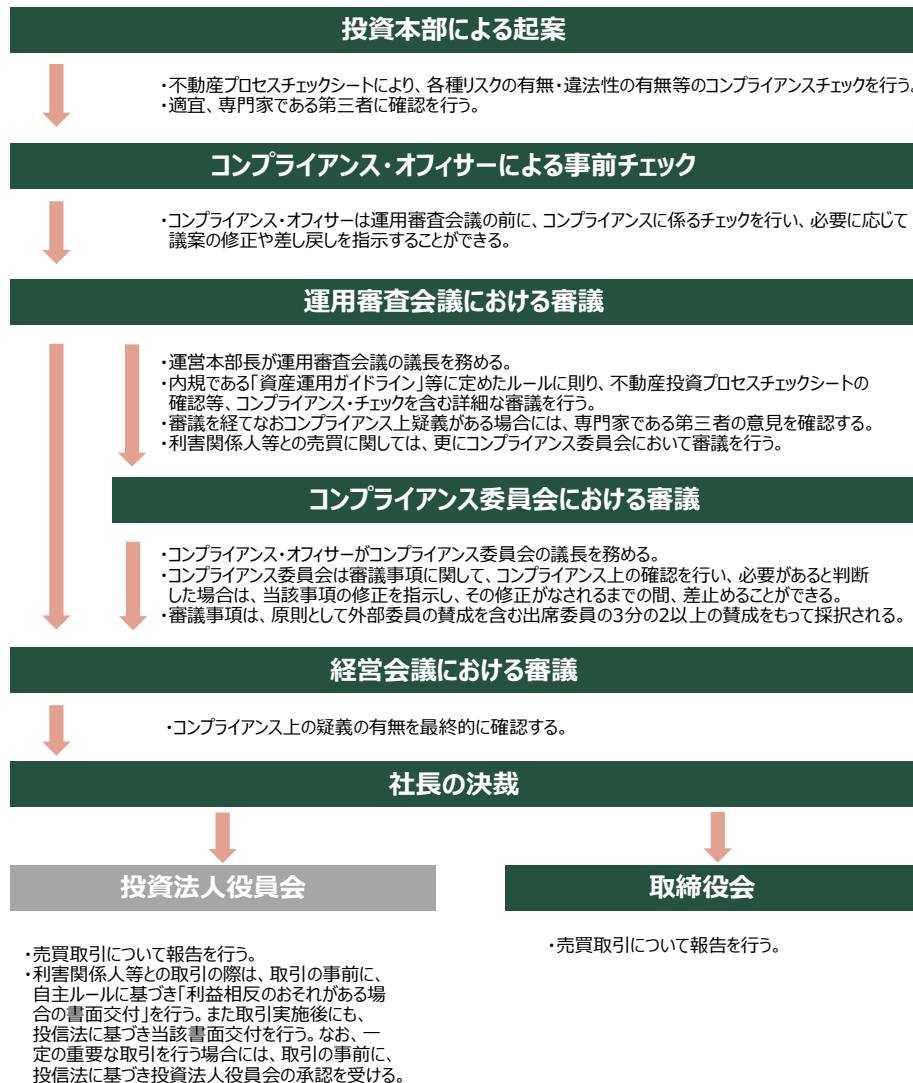 投資本部による起案
・不動産プロセスチェックシートにより、各種リスクの有無・違法性の有無等のコンプライアンスチェックを行う。
・適宜、専門家である第三者に確認を行う。
コンプライアンス・オフィサーによる事前チェック
・コンプライアンス・オフィサーは運用審査会議の前に、コンプライアンスに係るチェックを行い、必要に応じて
議案の修正や差し戻しを指示することができる。
運用審査会議における審議
・運営本部長が運用審査会議の議長を務める。
・内規である「資産運用ガイドライン」等に定めたルールに則り、不動産投資プロセスチェックシートの
確認等、コンプライアンス・チェックを含む詳細な審議を行う。
・審議を経てなおコンプライアンス上疑義がある場合には、専門家である第三者の意見を確認する。
・利害関係人等との売買に関しては、更にコンプライアンス委員会において審議を行う。
コンプライアンス委員会における審議
・コンプライアンス・オフィサーがコンプライアンス委員会の議長を務める。
・コンプライアンス委員会は審議事項に関して、コンプライアンス上の確認を行い、必要があると判断
した場合は、当該事項の修正を指示し、その修正がなされるまでの間、差止めることができる。
・審議事項は、原則として外部委員の賛成を含む出席委員の3分の2以上の賛成をもって採択される。
経営会議における審議
・コンプライアンス上の疑義の有無を最終的に確認する。
社長の決裁
投資法人役員会
・売買取引について報告を行う。
・利害関係人等との取引の際は、取引の事前に、
自主ルールに基づき「利益相反のおそれがある場
合の書面交付」を行う。また取引実施後にも、
投信法に基づき当該書面交付を行う。なお、一
定の重要な取引を行う場合には、取引の事前に、
投信法に基づき投資法人役員会の承認を受ける。
取締役会
・売買取引について報告を行う。